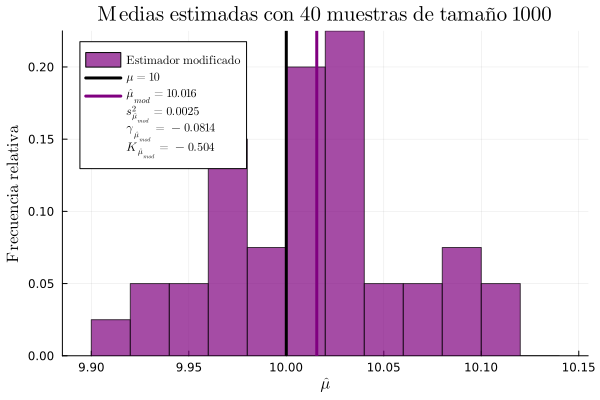 Medias estimadas con 40 muestras de tamaño 1000
Estimador modificado
μ = 10
μ̂_mod = 10.016
s²_μ̂_mod = 0.0025
γ_μ̂_mod = −0.0814
K_μ̂_mod = −0.504
Frecuencia relativa
0.20
0.15
0.10
0.05
0.00
9.90 9.95 10.00 10.05 10.10 10.15
μ̂